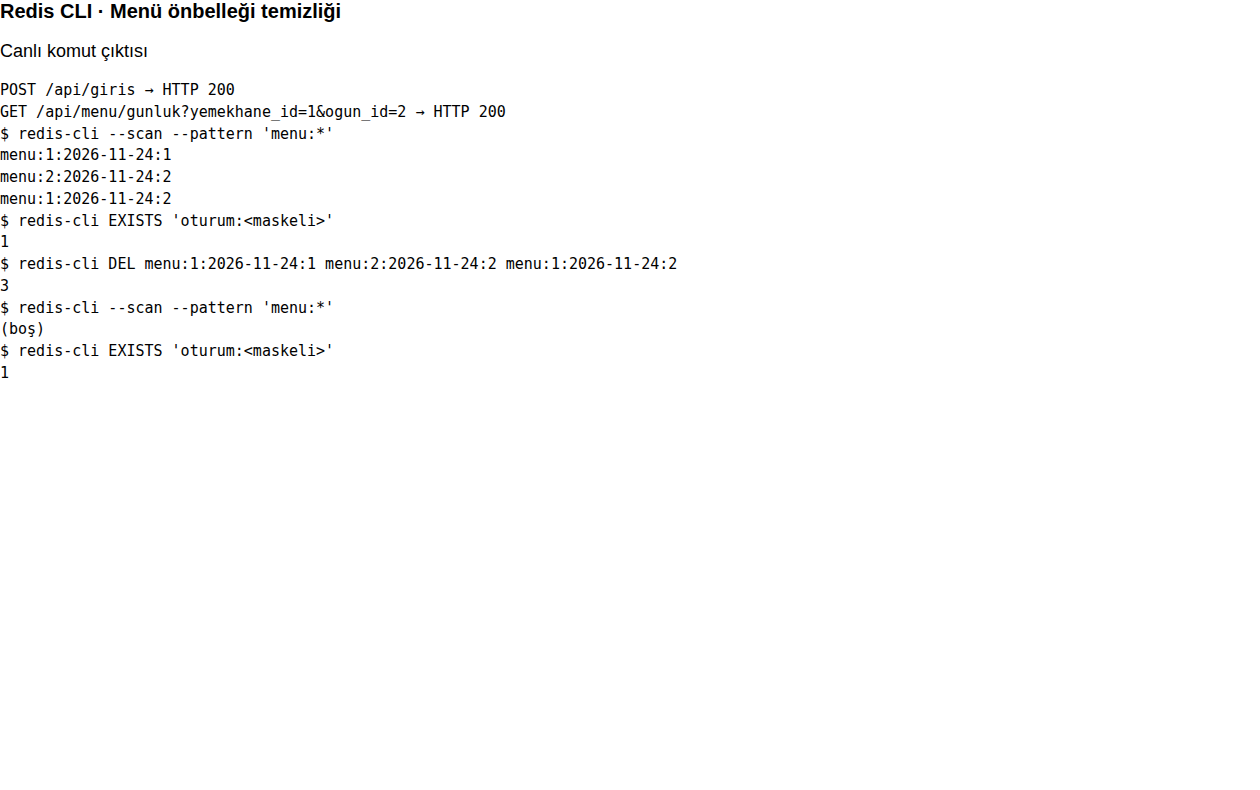 Redis CLI · Menü önbelleği temizliği
Canlı komut çıktısı
POST /api/giris → HTTP 200
GET /api/menu/gunluk?yemekhane_id=1&ogun_id=2 → HTTP 200
$ redis-cli --scan --pattern 'menu:*'
menu:1:2026-11-24:1
menu:2:2026-11-24:2
menu:1:2026-11-24:2
$ redis-cli EXISTS 'oturum:<maskeli>'
1
$ redis-cli DEL menu:1:2026-11-24:1 menu:2:2026-11-24:2 menu:1:2026-11-24:2
3
$ redis-cli --scan --pattern 'menu:*'
(boş)
$ redis-cli EXISTS 'oturum:<maskeli>'
1